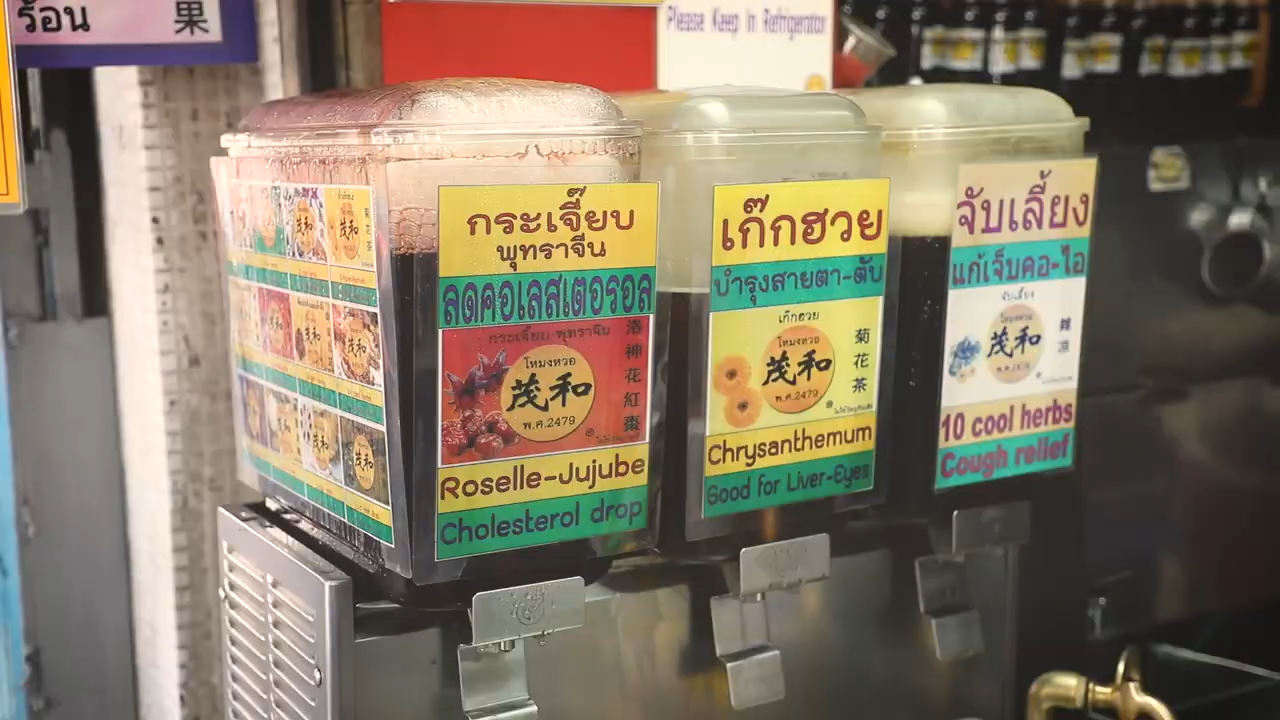 ร้อน 果
Please Keep In Refrigerator
กระเจี๊ยบ
พุทราจีน
ลดคอเลสเตอรอล
กระเจี๊ยบ-พุทราจีน
โหมงหวอ
茂和
พ.ศ.2479
洛神花紅棗
Roselle-Jujube
Cholesterol drop
เก๊กฮวย
บำรุงสายตา-ตับ
เก๊กฮวย
โหมงหวอ
茂和
พ.ศ.2479
菊花茶
Chrysanthemum
Good for Liver-Eyes
จับเลี้ยง
แก้เจ็บคอ-ไอ
จับเลี้ยง
โหมงหวอ
茂和
10 cool herbs
Cough relief